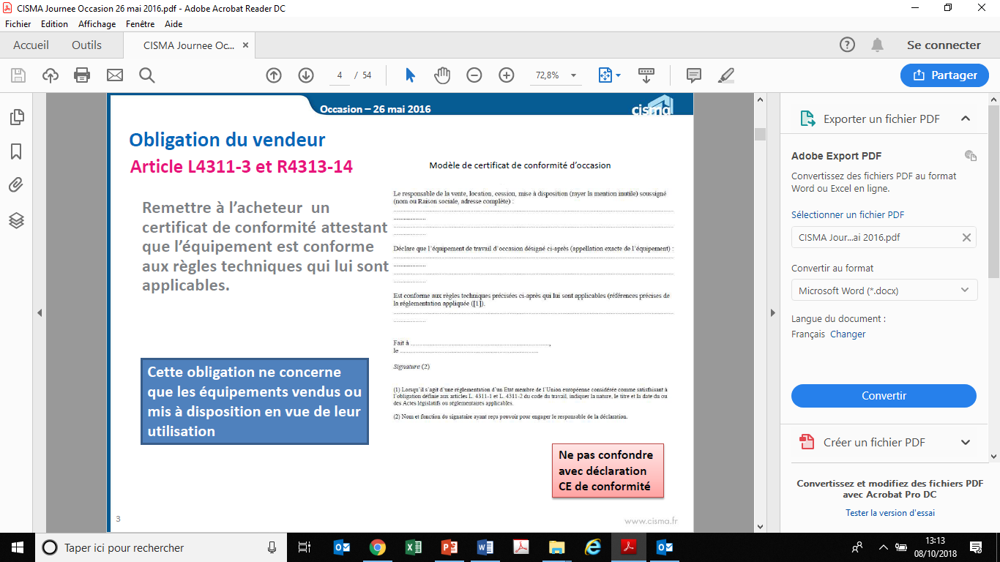 CISMA Journee Occasion 26 mai 2016.pdf - Adobe Acrobat Reader DC
Fichier Edition Affichage Fenêtre Aide
Accueil Outils CISMA Journee Oc... × Se connecter
4 / 54 72,8% Partager
Occasion – 26 mai 2016
cisma
Obligation du vendeur
Article L4311-3 et R4313-14
Modèle de certificat de conformité d’occasion
Remettre à l’acheteur un
certificat de conformité attestant
que l’équipement est conforme
aux règles techniques qui lui sont
applicables.
Cette obligation ne concerne
que les équipements vendus ou
mis à disposition en vue de leur
utilisation
Le responsable de la vente, location, cession, mise à disposition (rayer la mention inutile) soussigné
(nom ou Raison sociale, adresse complète) :
Déclare que l’équipement de travail d’occasion désigné ci-après (appellation exacte de l’équipement) :
Est conforme aux règles techniques précisées ci-après qui lui sont applicables (références précises de
la réglementation appliquée ([1]).
Fait à ........................................................................,
le ........................................................................
Signature (2)
(1) Lorsqu’il s’agit d’une réglementation d’un Etat membre de l’Union européenne considérée comme satisfaisant à
l’obligation définie aux articles L. 4311-1 et L. 4311-2 du code du travail, indiquer la nature, le titre et la date du ou
des Actes législatifs ou réglementaires applicables.
(2) Nom et fonction du signataire ayant reçu pouvoir pour engager le responsable de la déclaration.
Ne pas confondre
avec déclaration
CE de conformité
3
www.cisma.fr
Exporter un fichier PDF
Adobe Export PDF
Convertissez des fichiers PDF au format
Word ou Excel en ligne.
Sélectionner un fichier PDF
CISMA Jour...ai 2016.pdf
Convertir au format
Microsoft Word (*.docx)
Langue du document :
Français Changer
Convertir
Créer un fichier PDF
Convertissez et modifiez des fichiers PDF
avec Acrobat Pro DC
Tester la version d'essai
Taper ici pour rechercher
13:13
08/10/2018